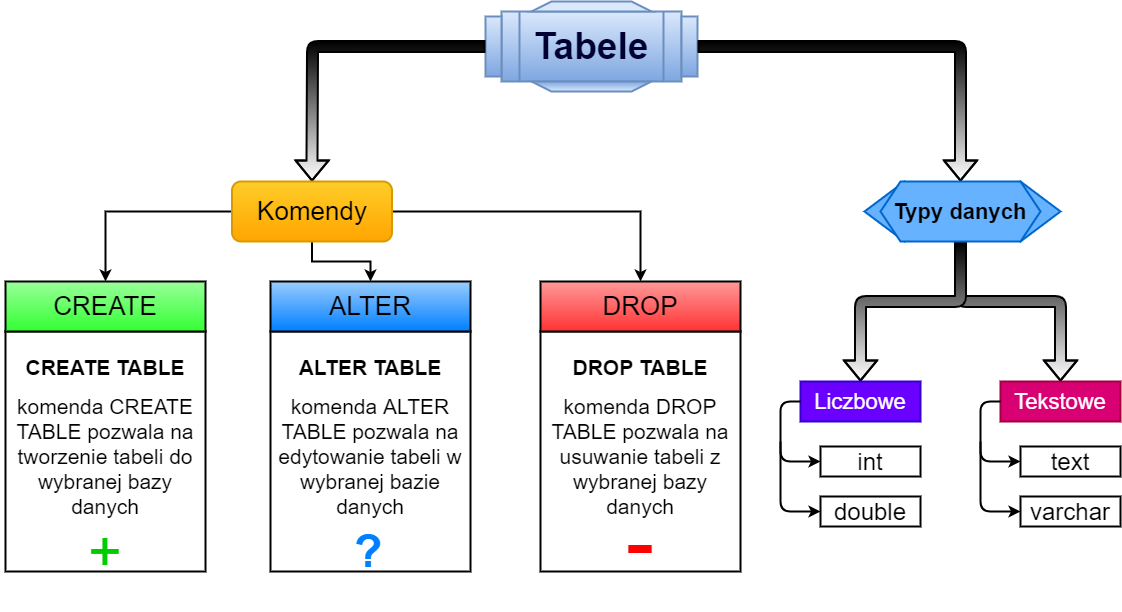 Tabele
Komendy
Typy danych
CREATE
CREATE TABLE
komenda CREATE
TABLE pozwala na
tworzenie tabeli do
wybranej bazy
danych
+
ALTER
ALTER TABLE
komenda ALTER
TABLE pozwala na
edytowanie tabeli w
wybranej bazie
danych
?
DROP
DROP TABLE
komenda DROP
TABLE pozwala na
usuwanie tabeli z
wybranej bazy
danych
-
Liczbowe
int
double
Tekstowe
text
varchar